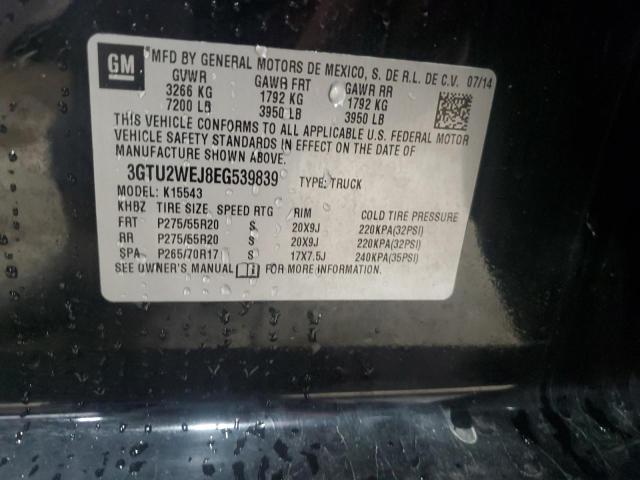 GM
MFD BY GENERAL MOTORS DE MEXICO, S. DE R.L. DE C.V. 07/14
GVWR GAWR FRT GAWR RR
3266 KG 1792 KG 1792 KG
7200 LB 3950 LB 3950 LB
THIS VEHICLE CONFORMS TO ALL APPLICABLE U.S. FEDERAL MOTOR
VEHICLE SAFETY STANDARDS IN EFFECT ON THE DATE OF
MANUFACTURE SHOWN ABOVE.
3GTU2WEJ8EG539839 TYPE: TRUCK
MODEL: K15543
KHBZ TIRE SIZE SPEED RTG RIM COLD TIRE PRESSURE
FRT P275/55R20 S 20X9J 220KPA(32PSI)
RR P275/55R20 S 20X9J 220KPA(32PSI)
SPA P265/70R17 S 17X7.5J 240KPA(35PSI)
SEE OWNER'S MANUAL FOR MORE INFORMATION.